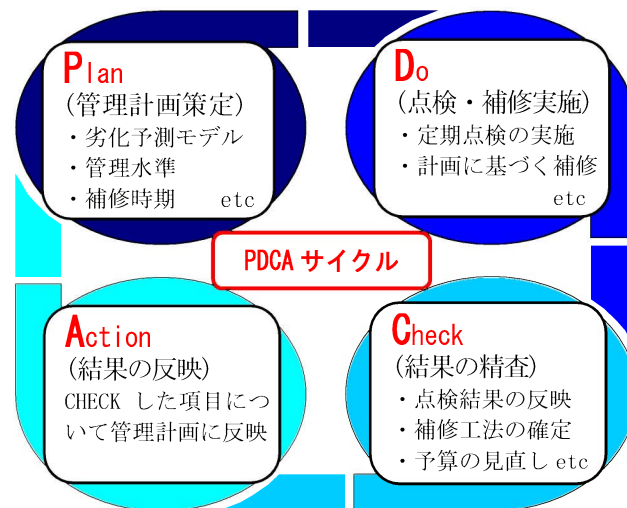 Plan
(管理計画策定)
・劣化予測モデル
・管理水準
・補修時期 etc
Do
(点検・補修実施)
・定期点検の実施
・計画に基づく補修
etc
PDCA サイクル
Action
(結果の反映)
CHECK した項目につ
いて管理計画に反映
Check
(結果の精査)
・点検結果の反映
・補修工法の確定
・予算の見直し etc